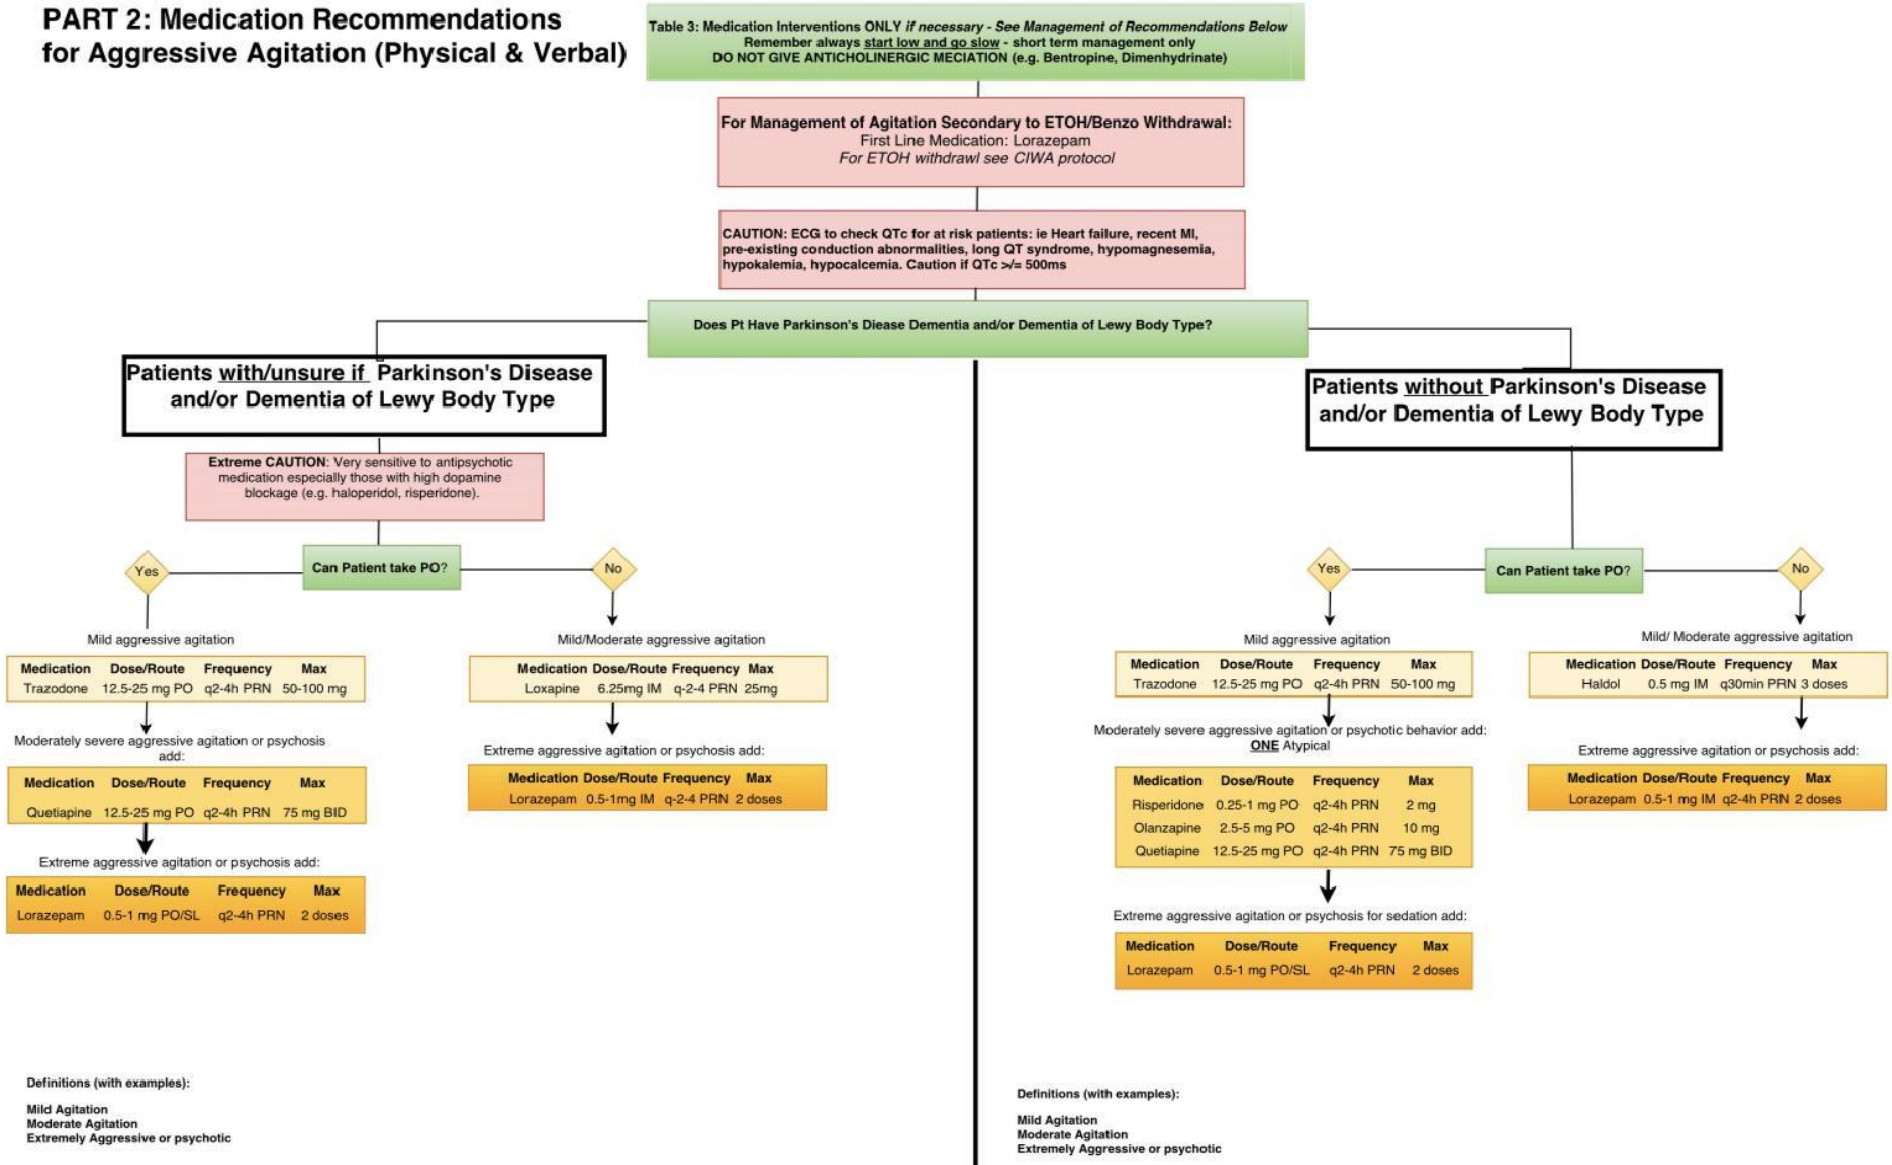 PART 2: Medication Recommendations
for Aggressive Agitation (Physical & Verbal)
Table 3: Medication Interventions ONLY if necessary - See Management of Recommendations Below
Remember always start low and go slow - short term management only
DO NOT GIVE ANTICHOLINERGIC MECIATION (e.g. Bentropine, Dimenhydrinate)
For Management of Agitation Secondary to ETOH/Benzo Withdrawal:
First Line Medication: Lorazepam
For ETOH withdrawl see CIWA protocol
CAUTION: ECG to check QTc for at risk patients: ie Heart failure, recent MI,
pre-existing conduction abnormalities, long QT syndrome, hypomagnesemia,
hypokalemia, hypocalcemia. Caution if QTc >/= 500ms
Does Pt Have Parkinson's Diease Dementia and/or Dementia of Lewy Body Type?
Patients with/unsure if Parkinson's Disease
and/or Dementia of Lewy Body Type
Extreme CAUTION: Very sensitive to antipsychotic
medication especially those with high dopamine
blockage (e.g. haloperidol, risperidone).
Can Patient take PO?
Yes
No
Mild aggressive agitation
Medication Dose/Route Frequency Max
Trazodone 12.5-25 mg PO q2-4h PRN 50-100 mg
Moderately severe aggressive agitation or psychosis
add:
Medication Dose/Route Frequency Max
Quetiapine 12.5-25 mg PO q2-4h PRN 75 mg BID
Extreme aggressive agitation or psychosis add:
Medication Dose/Route Frequency Max
Lorazepam 0.5-1 mg PO/SL q2-4h PRN 2 doses
Mild/Moderate aggressive agitation
Medication Dose/Route Frequency Max
Loxapine 6.25mg IM q-2-4 PRN 25mg
Extreme aggressive agitation or psychosis add:
Medication Dose/Route Frequency Max
Lorazepam 0.5-1mg IM q-2-4 PRN 2 doses
Definitions (with examples):
Mild Agitation
Moderate Agitation
Extremely Aggressive or psychotic
Patients without Parkinson's Disease
and/or Dementia of Lewy Body Type
Can Patient take PO?
Yes
No
Mild aggressive agitation
Medication Dose/Route Frequency Max
Trazodone 12.5-25 mg PO q2-4h PRN 50-100 mg
Moderately severe aggressive agitation or psychotic behavior add:
ONE Atypical
Medication Dose/Route Frequency Max
Risperidone 0.25-1 mg PO q2-4h PRN 2 mg
Olanzapine 2.5-5 mg PO q2-4h PRN 10 mg
Quetiapine 12.5-25 mg PO q2-4h PRN 75 mg BID
Extreme aggressive agitation or psychosis for sedation add:
Medication Dose/Route Frequency Max
Lorazepam 0.5-1 mg PO/SL q2-4h PRN 2 doses
Mild/ Moderate aggressive agitation
Medication Dose/Route Frequency Max
Haldol 0.5 mg IM q30min PRN 3 doses
Extreme aggressive agitation or psychosis add:
Medication Dose/Route Frequency Max
Lorazepam 0.5-1 mg IM q2-4h PRN 2 doses
Definitions (with examples):
Mild Agitation
Moderate Agitation
Extremely Aggressive or psychotic